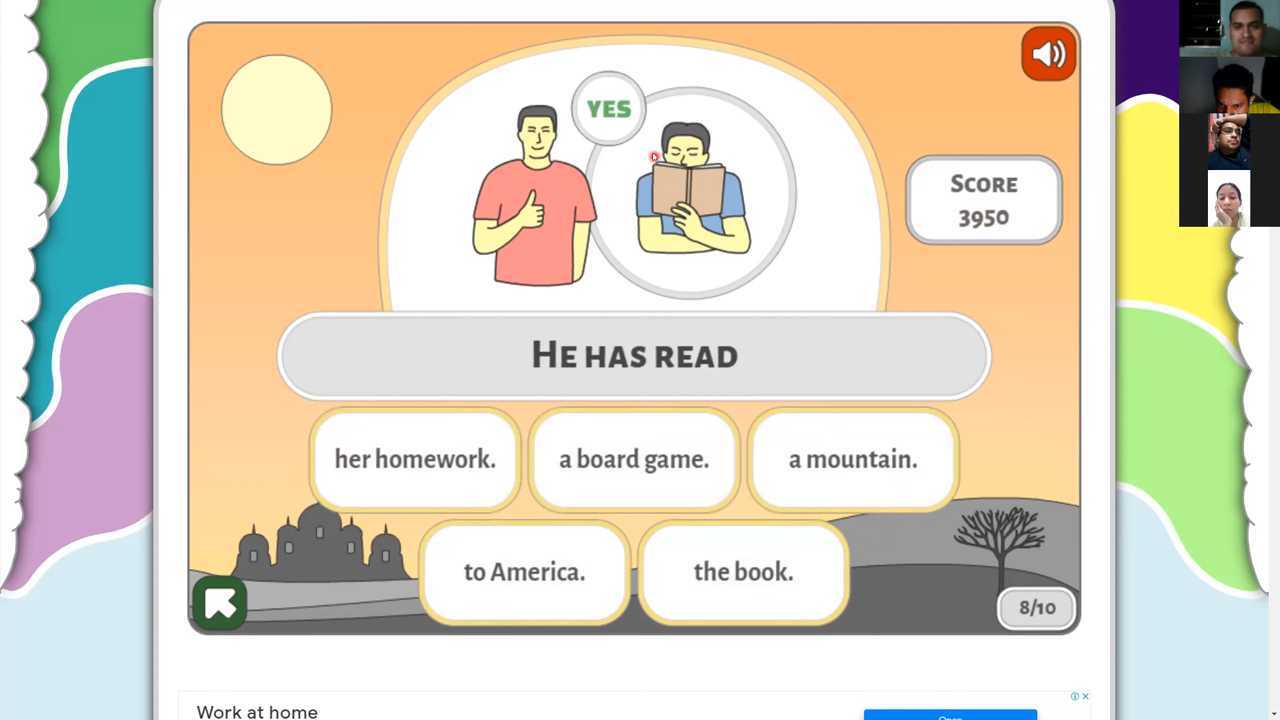 YES
SCORE
3950
HE HAS READ
her homework.
a board game.
a mountain.
to America.
the book.
8/10
Work at home